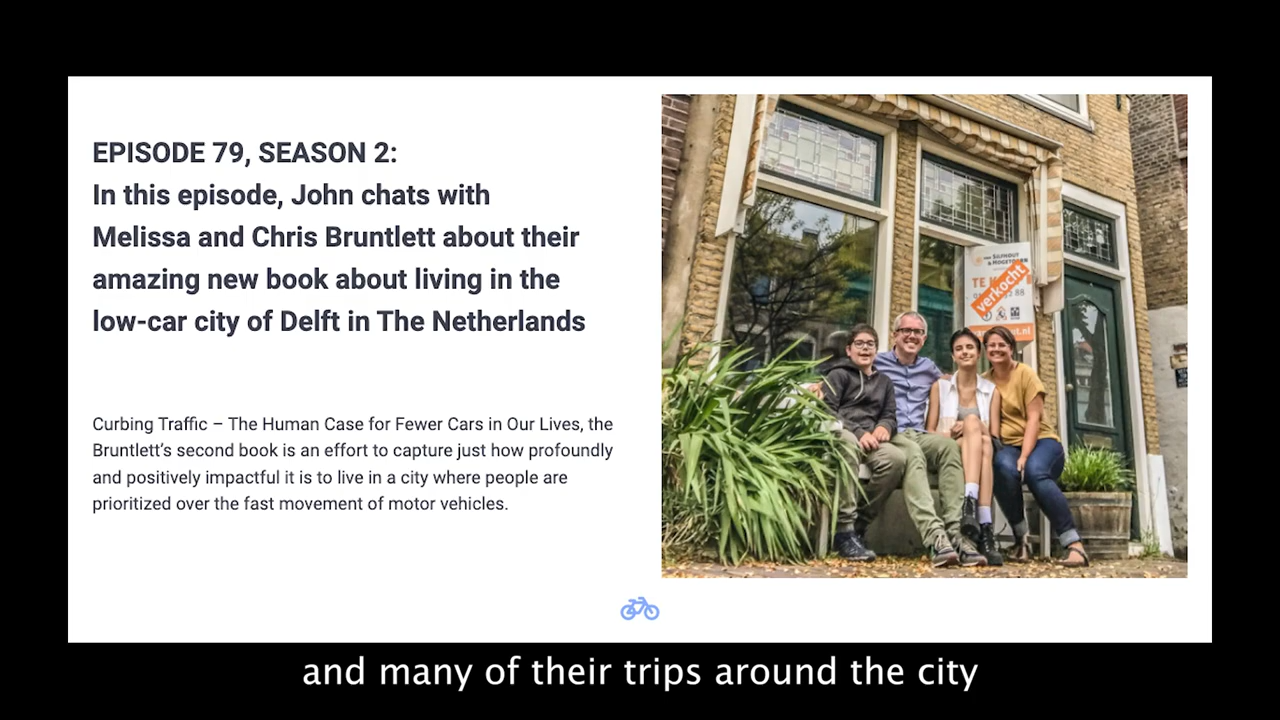 EPISODE 79, SEASON 2:
In this episode, John chats with
Melissa and Chris Bruntlett about their
amazing new book about living in the
low-car city of Delft in The Netherlands
Curbing Traffic – The Human Case for Fewer Cars in Our Lives, the
Bruntlett’s second book is an effort to capture just how profoundly
and positively impactful it is to live in a city where people are
prioritized over the fast movement of motor vehicles.
verkocht
and many of their trips around the city